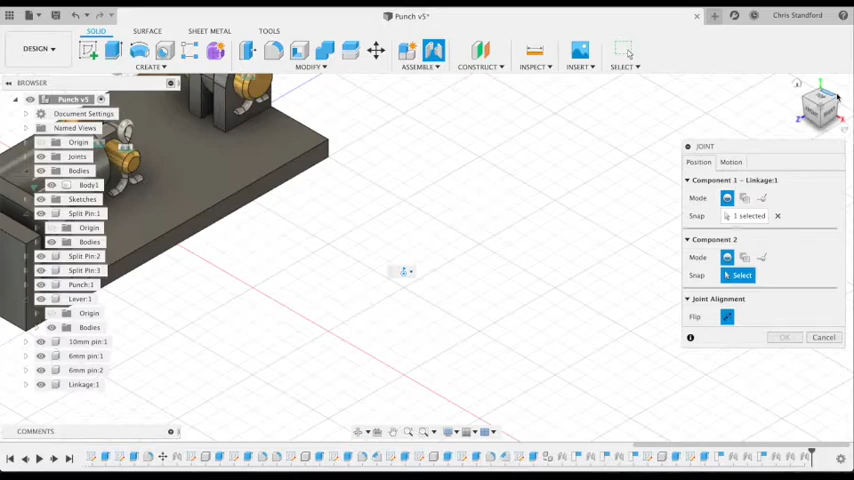 Punch v5*
Chris Standford
DESIGN
SOLID
SURFACE
SHEET METAL
CREATE
MODIFY
ASSEMBLE
CONSTRUCT
INSPECT
INSERT
SELECT
BROWSER
Punch v5
Document Settings
Named Views
Origin
Joints
Bodies
Body1
Sketches
Split Pin:1
Origin
Bodies
Split Pin:2
Split Pin:3
Punch:1
Lever:1
Origin
Bodies
10mm pin:1
6mm pin:1
6mm pin:2
Linkage:1
JOINT
Position
Motion
Component 1 - Linkage:1
Mode
Snap
1 selected
Component 2
Mode
Snap
Select
Joint Alignment
Flip
OK
Cancel
COMMENTS
Z
X